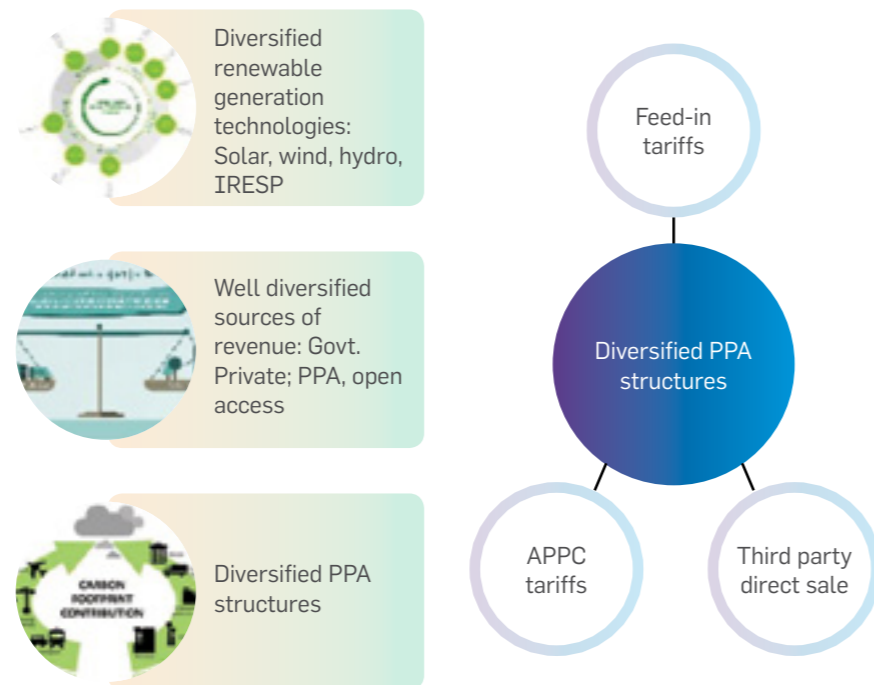 Diversified
renewable
generation
technologies:
Solar, wind, hydro,
IRESP
Well diversified
sources of
revenue: Govt.
Private; PPA, open
access
CARBON
FOOTPRINT
CONTRIBUTION
Diversified PPA
structures
Feed-in
tariffs
Diversified PPA
structures
APPC
tariffs
Third party
direct sale